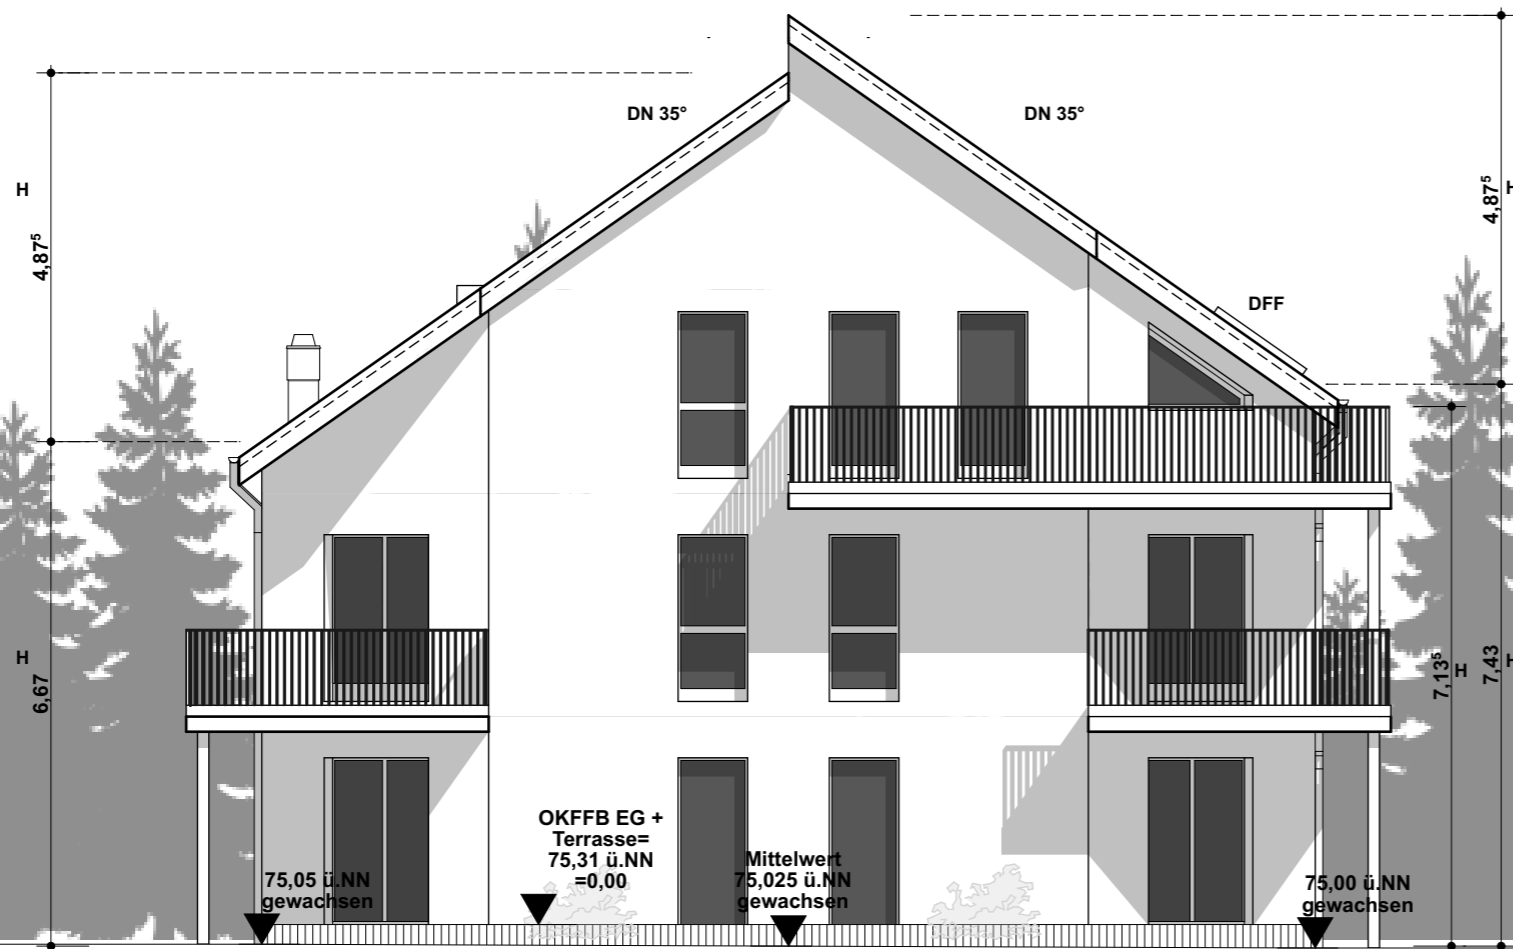 DN 35°
DN 35°
H
4,87⁵
4,87⁵
H
DFF
H
6,67
7,13⁵
H
7,43
H
OKFFB EG +
Terrasse=
75,31 ü.NN
=0,00
Mittelwert
75,025 ü.NN
gewachsen
75,05 ü.NN
gewachsen
75,00 ü.NN
gewachsen